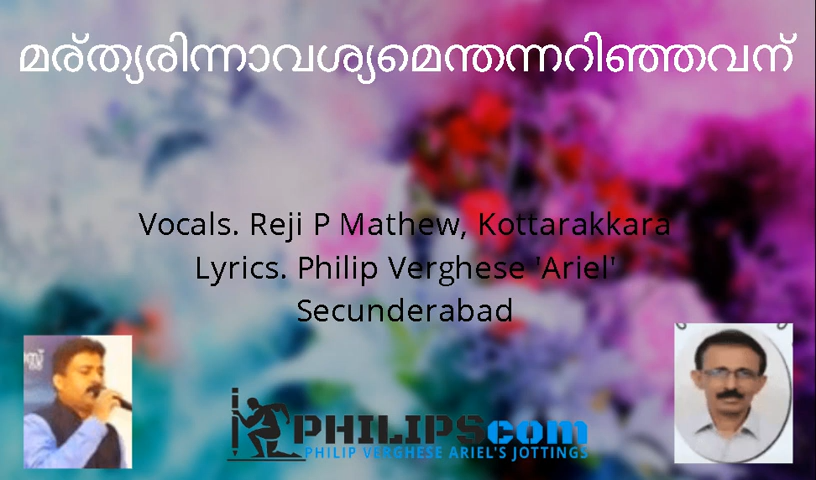 മര്ത്യരിന്നാവശ്യമെന്തന്നറിഞ്ഞവന്
Vocals. Reji P Mathew, Kottarakkara
Lyrics. Philip Verghese 'Ariel'
Secunderabad
PHILIPScom
PHILIP VERGHESE ARIEL'S JOTTINGS